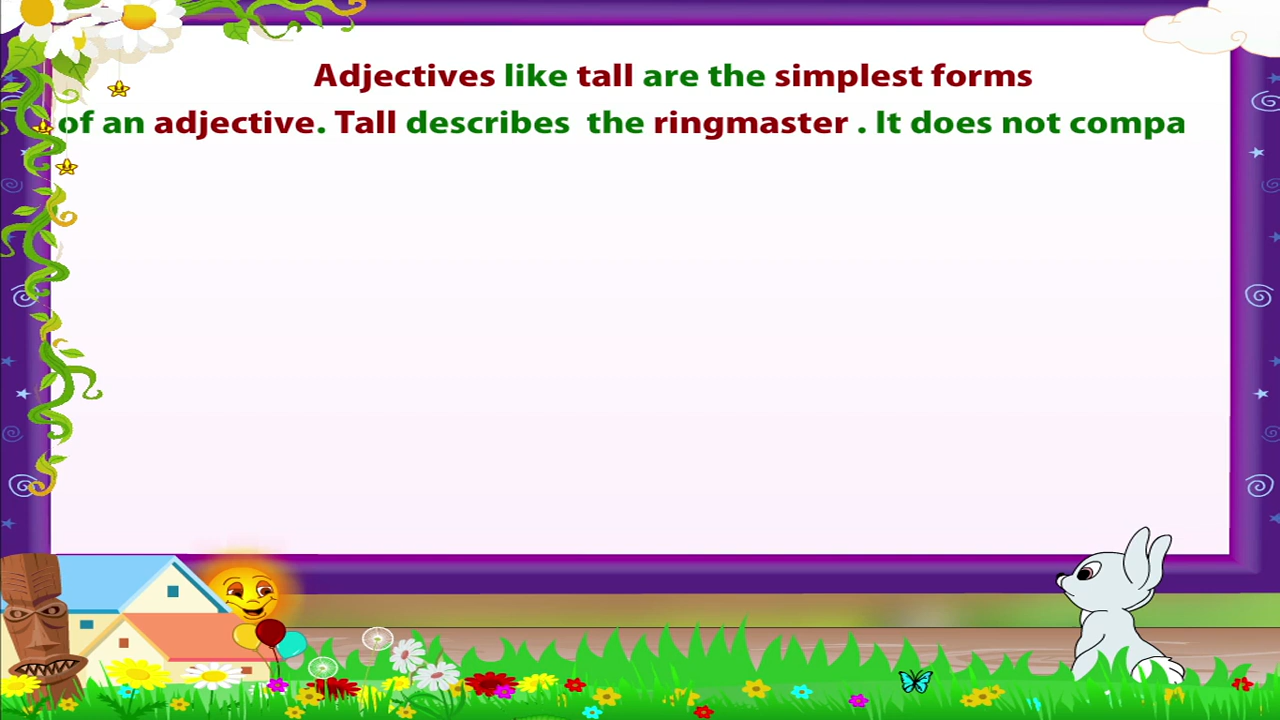 Adjectives like tall are the simplest forms
of an adjective. Tall describes the ringmaster . It does not compa